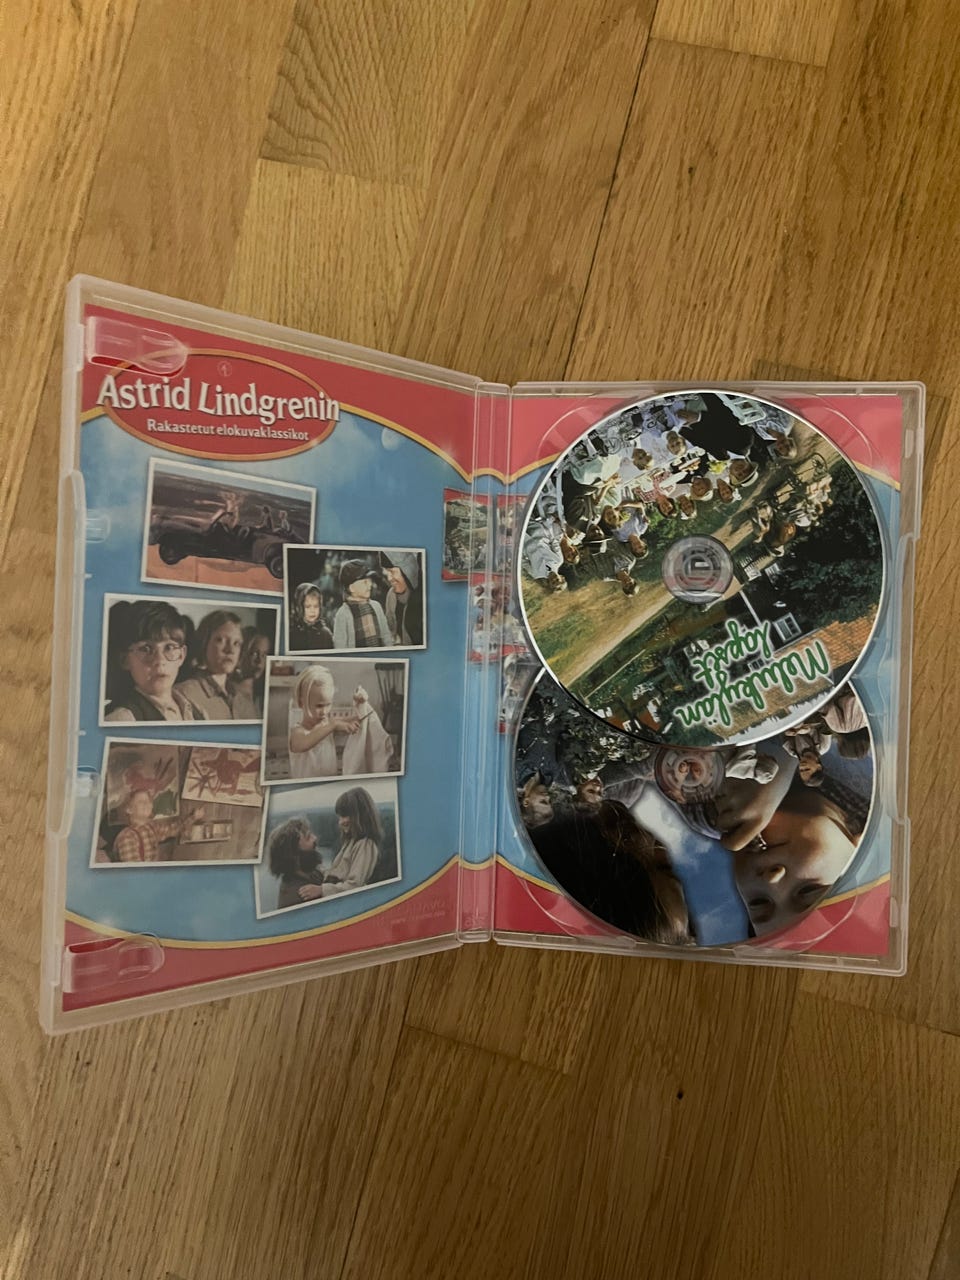 Astrid Lindgrenin
Rakastetut elokuvaklassikot
Melukylän
lapset